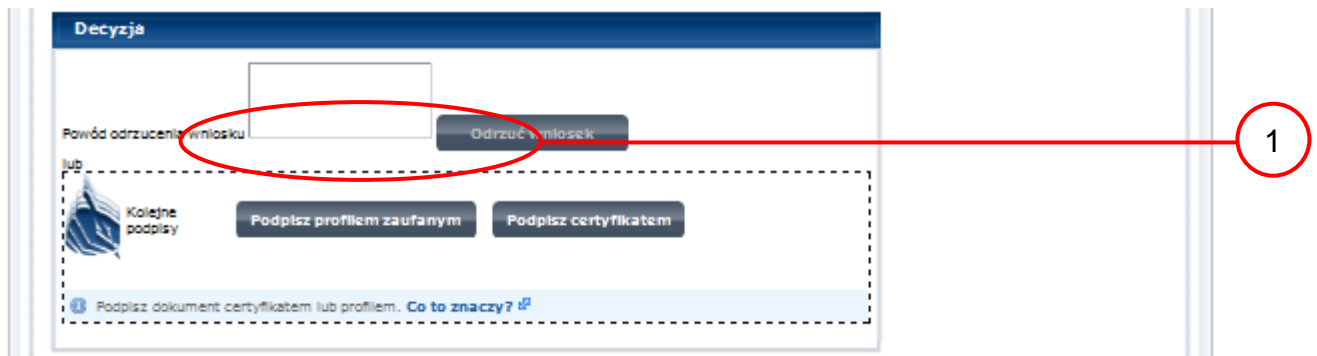 Decyzja
Powód odrzucenia wniosku Odrzuć wniosek
1
lub
Kolejne
podpisy
Podpisz profilem zaufanym Podpisz certyfikatem
Podpisz dokument certyfikatem lub profilem. Co to znaczy?